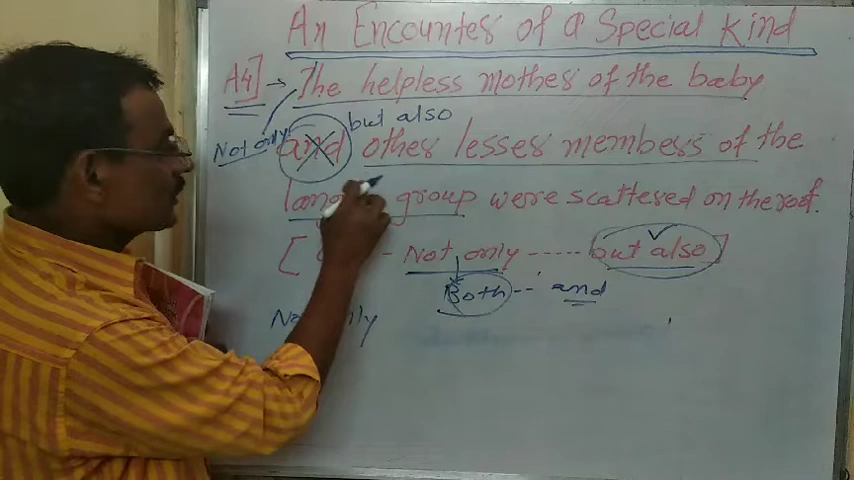 An Encounter of a Special Kind
A4] → The helpless mother of the baby
Not only and but also
other lesser members of the
group were scattered on the roof.
[ - Not only ----- but also ]
Both -- and